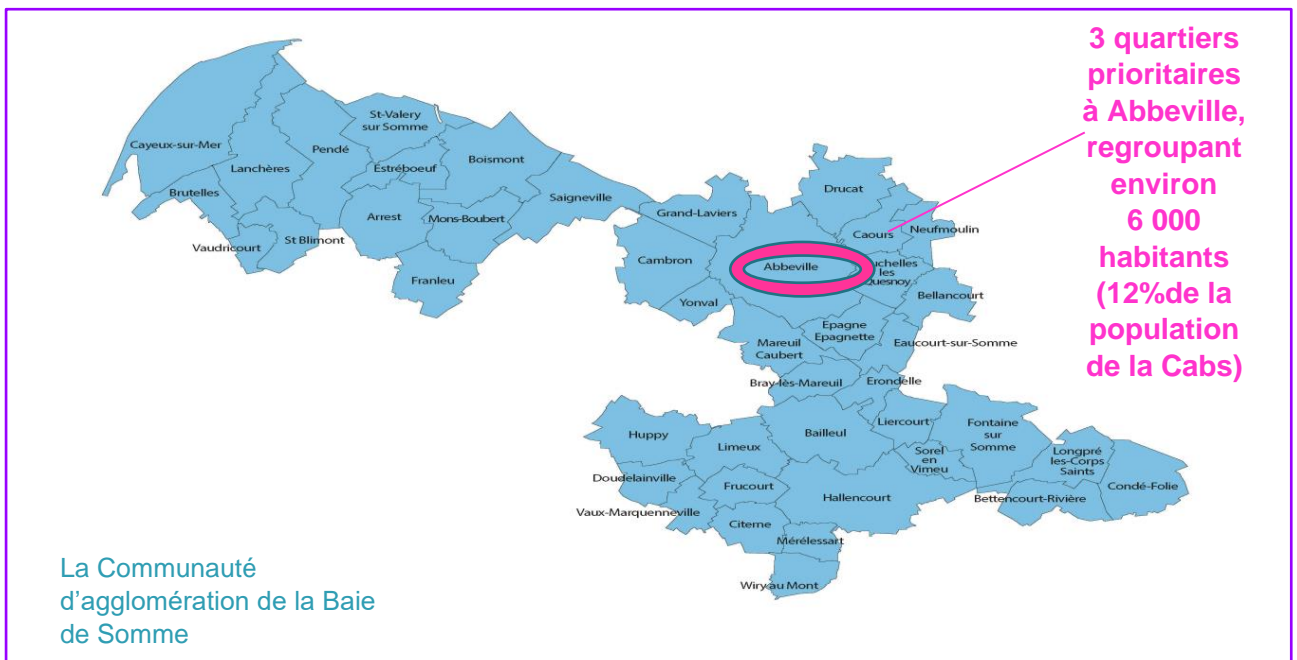 3 quartiers
prioritaires
à Abbeville,
regroupant
environ
6 000
habitants
(12%de la
population
de la Cabs)
St-Valery
sur Somme
Cayeux-sur-Mer
Pendé
Boismont
Lanchères
Estréboeuf
Brutelles
Saigneville
Arrest
Mons-Boubert
St Blimont
Vaudricourt
Franleu
Drucat
Grand-Laviers
Caours
Neufmoulin
Cambron
Abbeville
les
Quesnoy
Yonval
Bellancourt
Epagne
Epagnette
Mareuil
Caubert
Eaucourt-sur-Somme
Bray-lès-Mareuil
Erondelle
Huppy
Limeux
Bailleul
Liercourt
Fontaine
sur
Somme
Sorel
en
Vimeu
Longpré
les-Corps
Saints
Doudelainville
Frucourt
Hallencourt
Bettencourt-Rivière
Condé-Folie
Vaux-Marquenneville
Citerne
Mérélessart
Wiry au Mont
La Communauté
d'agglomération de la Baie
de Somme